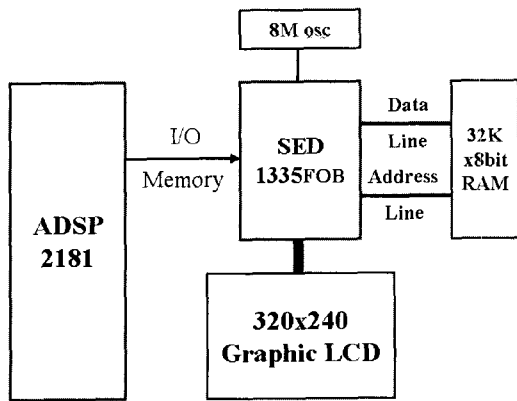 8M osc
ADSP
2181
I/O
Memory
SED
1335FOB
Data
Line
Address
Line
32K
x8bit
RAM
320x240
Graphic LCD